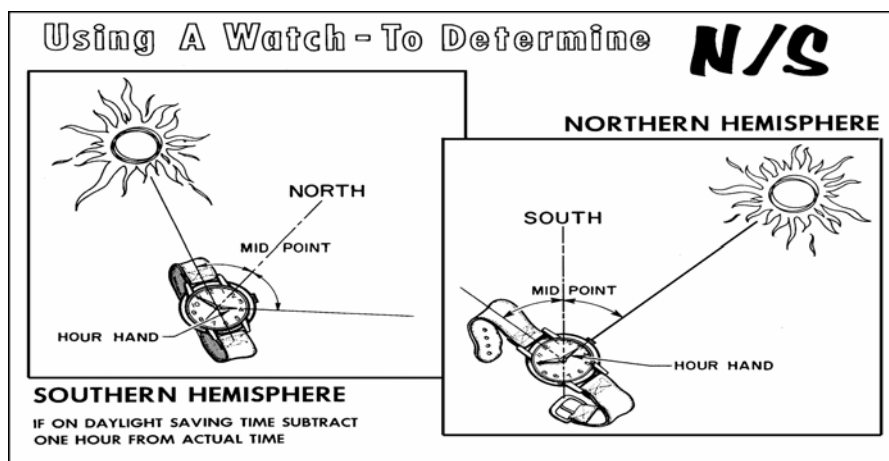 Using A Watch - To Determine N/S
NORTH
MID POINT
HOUR HAND
SOUTHERN HEMISPHERE
IF ON DAYLIGHT SAVING TIME SUBTRACT
ONE HOUR FROM ACTUAL TIME
NORTHERN HEMISPHERE
SOUTH
MID POINT
HOUR HAND